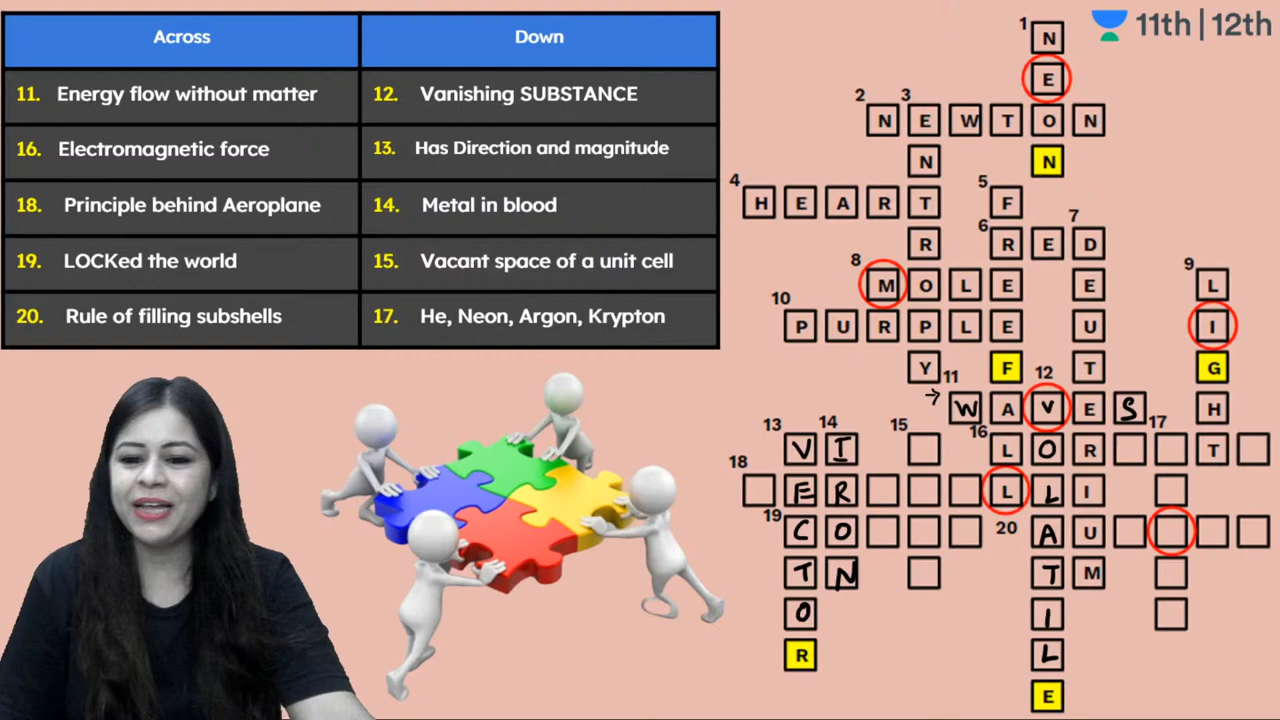 Across Down
11. Energy flow without matter 12. Vanishing SUBSTANCE
16. Electromagnetic force 13. Has Direction and magnitude
18. Principle behind Aeroplane 14. Metal in blood
19. LOCKed the world 15. Vacant space of a unit cell
20. Rule of filling subshells 17. He, Neon, Argon, Krypton
11th | 12th
1 N
E
2 3 N E W T O N
N N
4 H E A R T 5 F
R 6 R E D 7
8 M O L E E 9 L
10 P U R P L E U I
Y 11 F 12 T G
W A V E S H
13 V 14 I 15 16 L O R 17 T
18 E R L L I
19 C O 20 A U
T N T M
O I
R L
E